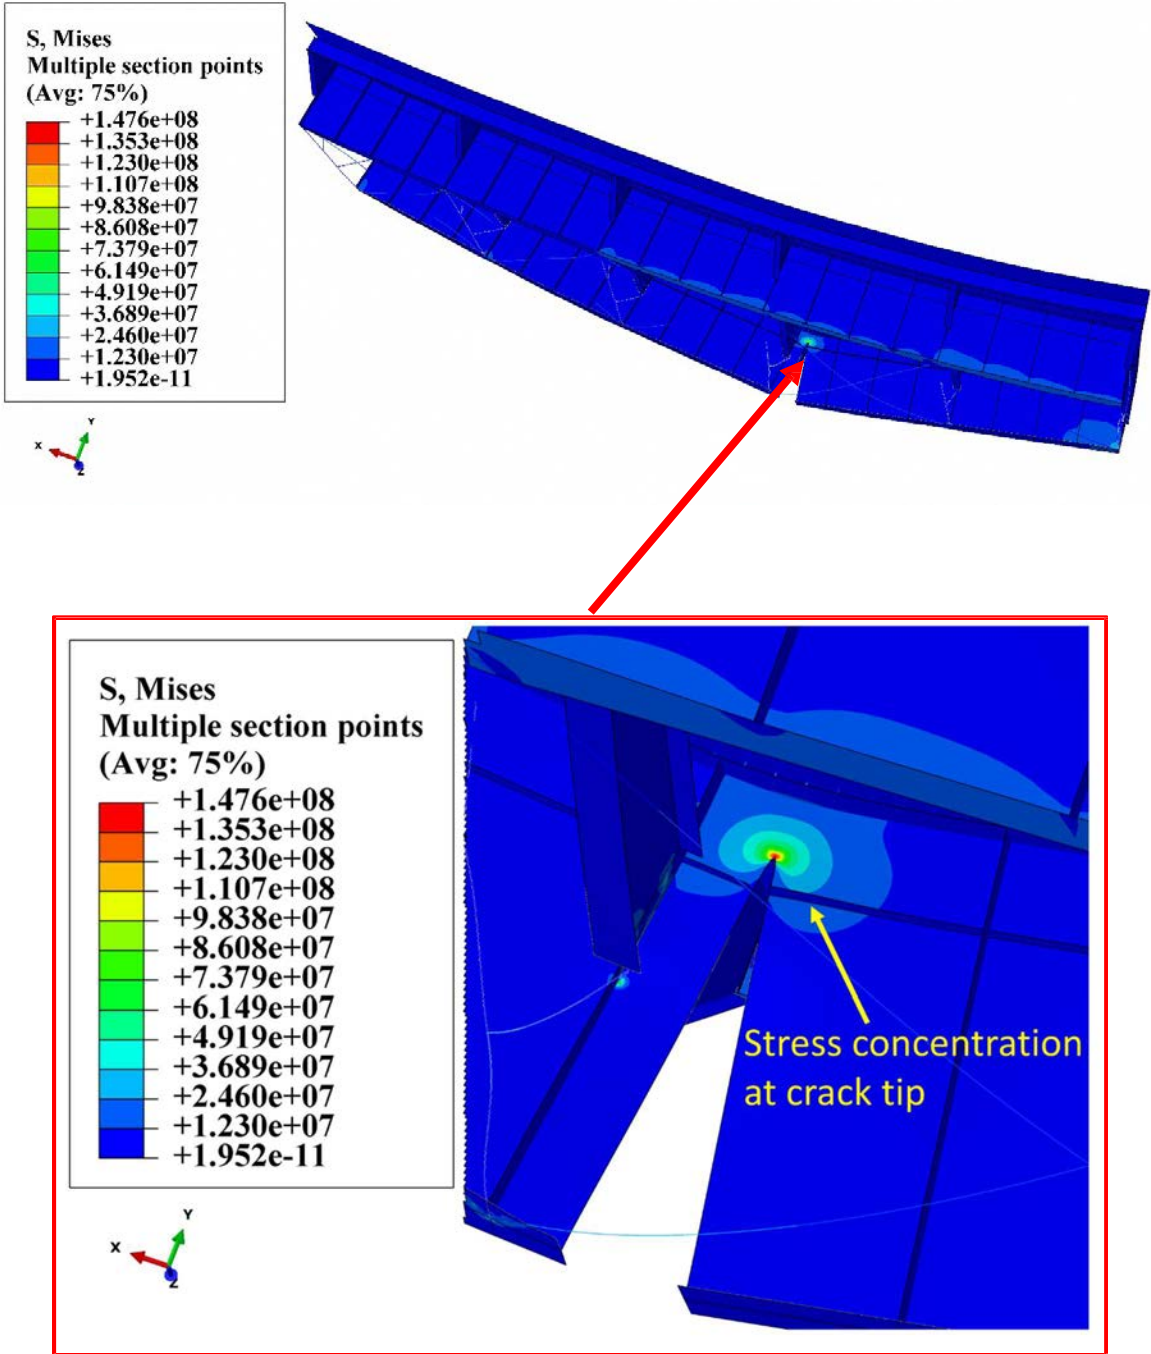 S, Mises
Multiple section points
(Avg: 75%)
+1.476e+08
+1.353e+08
+1.230e+08
+1.107e+08
+9.838e+07
+8.608e+07
+7.379e+07
+6.149e+07
+4.919e+07
+3.689e+07
+2.460e+07
+1.230e+07
+1.952e-11
Y
X
Z
S, Mises
Multiple section points
(Avg: 75%)
+1.476e+08
+1.353e+08
+1.230e+08
+1.107e+08
+9.838e+07
+8.608e+07
+7.379e+07
+6.149e+07
+4.919e+07
+3.689e+07
+2.460e+07
+1.230e+07
+1.952e-11
Stress concentration
at crack tip
Y
X
Z